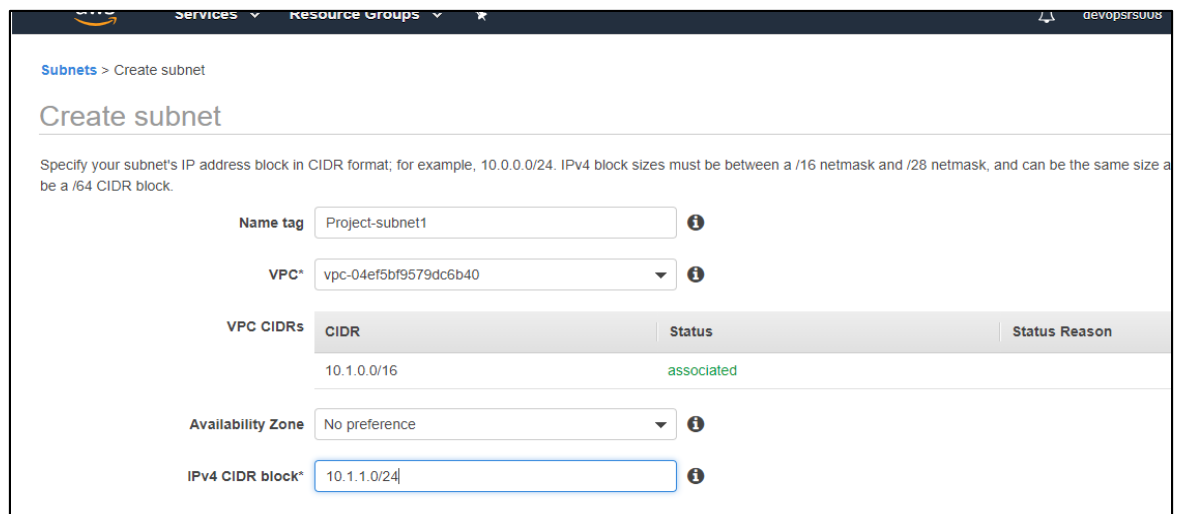 aws Services Resource Groups devopsrs008
Subnets > Create subnet
Create subnet
Specify your subnet's IP address block in CIDR format; for example, 10.0.0.0/24. IPv4 block sizes must be between a /16 netmask and /28 netmask, and can be the same size a
be a /64 CIDR block.
Name tag Project-subnet1
VPC* vpc-04ef5bf9579dc6b40
VPC CIDRs CIDR Status Status Reason
10.1.0.0/16 associated
Availability Zone No preference
IPv4 CIDR block* 10.1.1.0/24